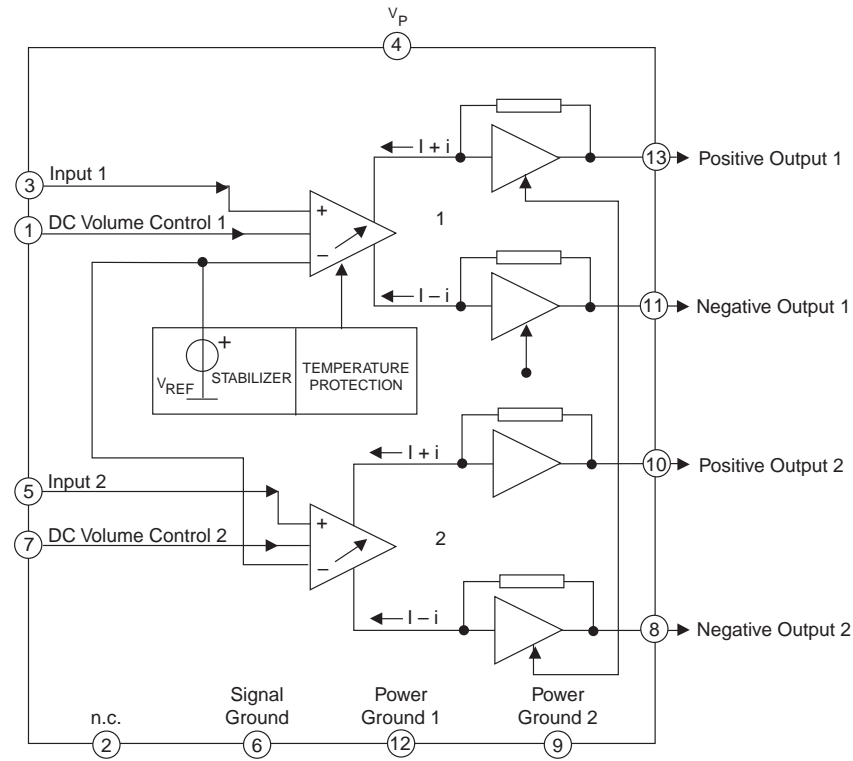 VP
4
I + i
13 Positive Output 1
3 Input 1
+
1
1 DC Volume Control 1
−
I – i
11 Negative Output 1
+
VREF
STABILIZER
TEMPERATURE
PROTECTION
I + i
10 Positive Output 2
5 Input 2
+
2
7 DC Volume Control 2
−
I – i
8 Negative Output 2
n.c.
2
Signal
Ground
6
Power
Ground 1
12
Power
Ground 2
9